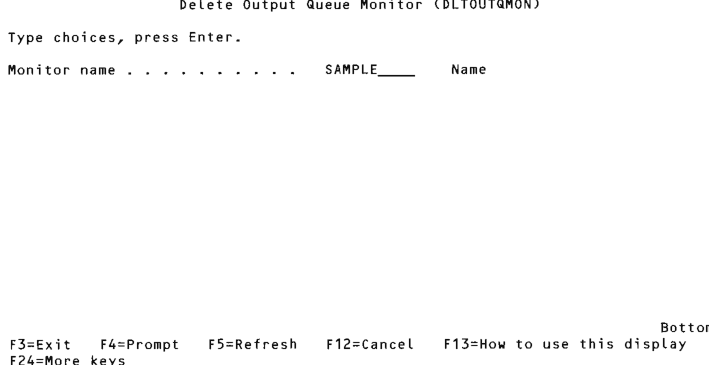 Delete Output Queue Monitor (DLTOUTQMON)
Type choices, press Enter.
Monitor name . . . . . . . . . . SAMPLE____ Name
Bottom
F3=Exit F4=Prompt F5=Refresh F12=Cancel F13=How to use this display
F24=More keys